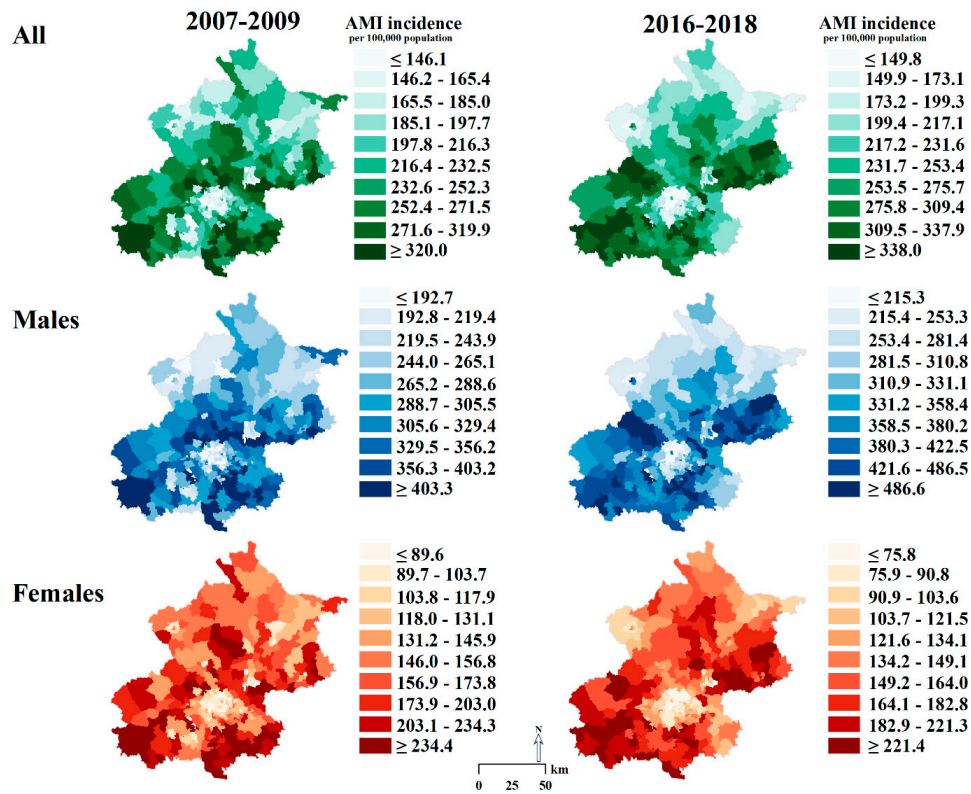 2007-2009
2016-2018
All
AMI incidence
per 100,000 population
≤ 146.1
146.2 - 165.4
165.5 - 185.0
185.1 - 197.7
197.8 - 216.3
216.4 - 232.5
232.6 - 252.3
252.4 - 271.5
271.6 - 319.9
≥ 320.0
AMI incidence
per 100,000 population
≤ 149.8
149.9 - 173.1
173.2 - 199.3
199.4 - 217.1
217.2 - 231.6
231.7 - 253.4
253.5 - 275.7
275.8 - 309.4
309.5 - 337.9
≥ 338.0
Males
≤ 192.7
192.8 - 219.4
219.5 - 243.9
244.0 - 265.1
265.2 - 288.6
288.7 - 305.5
305.6 - 329.4
329.5 - 356.2
356.3 - 403.2
≥ 403.3
≤ 215.3
215.4 - 253.3
253.4 - 281.4
281.5 - 310.8
310.9 - 331.1
331.2 - 358.4
358.5 - 380.2
380.3 - 422.5
421.6 - 486.5
≥ 486.6
Females
≤ 89.6
89.7 - 103.7
103.8 - 117.9
118.0 - 131.1
131.2 - 145.9
146.0 - 156.8
156.9 - 173.8
173.9 - 203.0
203.1 - 234.3
≥ 234.4
≤ 75.8
75.9 - 90.8
90.9 - 103.6
103.7 - 121.5
121.6 - 134.1
134.2 - 149.1
149.2 - 164.0
164.1 - 182.8
182.9 - 221.3
≥ 221.4
N
km
0 25 50